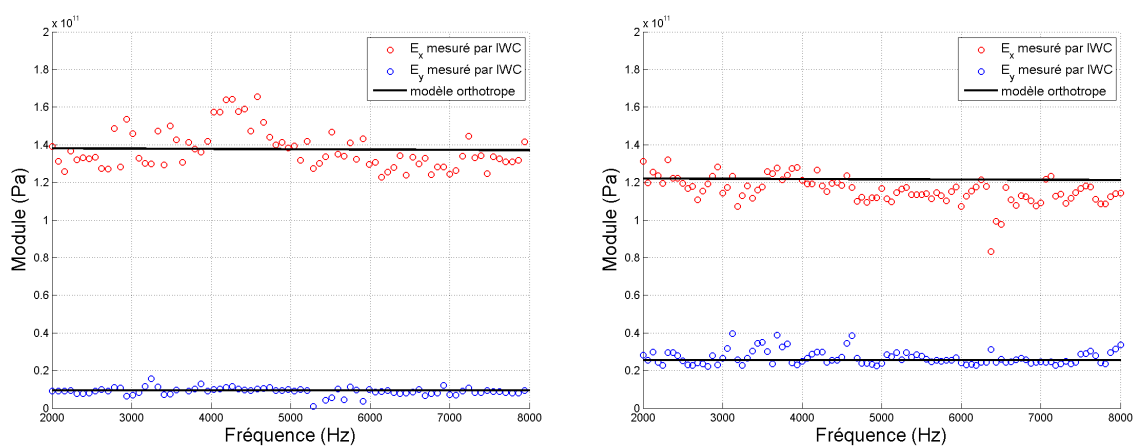 x 10^11
2
1.8
1.6
1.4
1.2
1
0.8
0.6
0.4
0.2
0
Module (Pa)
2000 3000 4000 5000 6000 7000 8000
Fréquence (Hz)
E_x mesuré par IWC
E_y mesuré par IWC
modèle orthotrope
x 10^11
2
1.8
1.6
1.4
1.2
1
0.8
0.6
0.4
0.2
0
Module (Pa)
2000 3000 4000 5000 6000 7000 8000
Fréquence (Hz)
E_x mesuré par IWC
E_y mesuré par IWC
modèle orthotrope